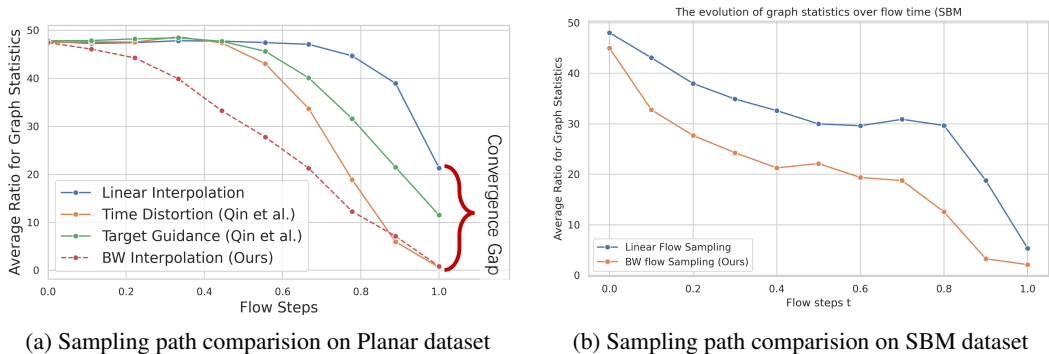 Average Ratio for Graph Statistics
50
40
30
20
10
0
Linear Interpolation
Time Distortion (Qin et al.)
Target Guidance (Qin et al.)
BW Interpolation (Ours)
Convergence Gap
0.0 0.2 0.4 0.6 0.8 1.0
Flow Steps
(a) Sampling path comparision on Planar dataset
The evolution of graph statistics over flow time (SBM
Average Ratio for Graph Statistics
50
40
30
20
10
0
Linear Flow Sampling
BW flow Sampling (Ours)
0.0 0.2 0.4 0.6 0.8 1.0
Flow steps t
(b) Sampling path comparision on SBM dataset